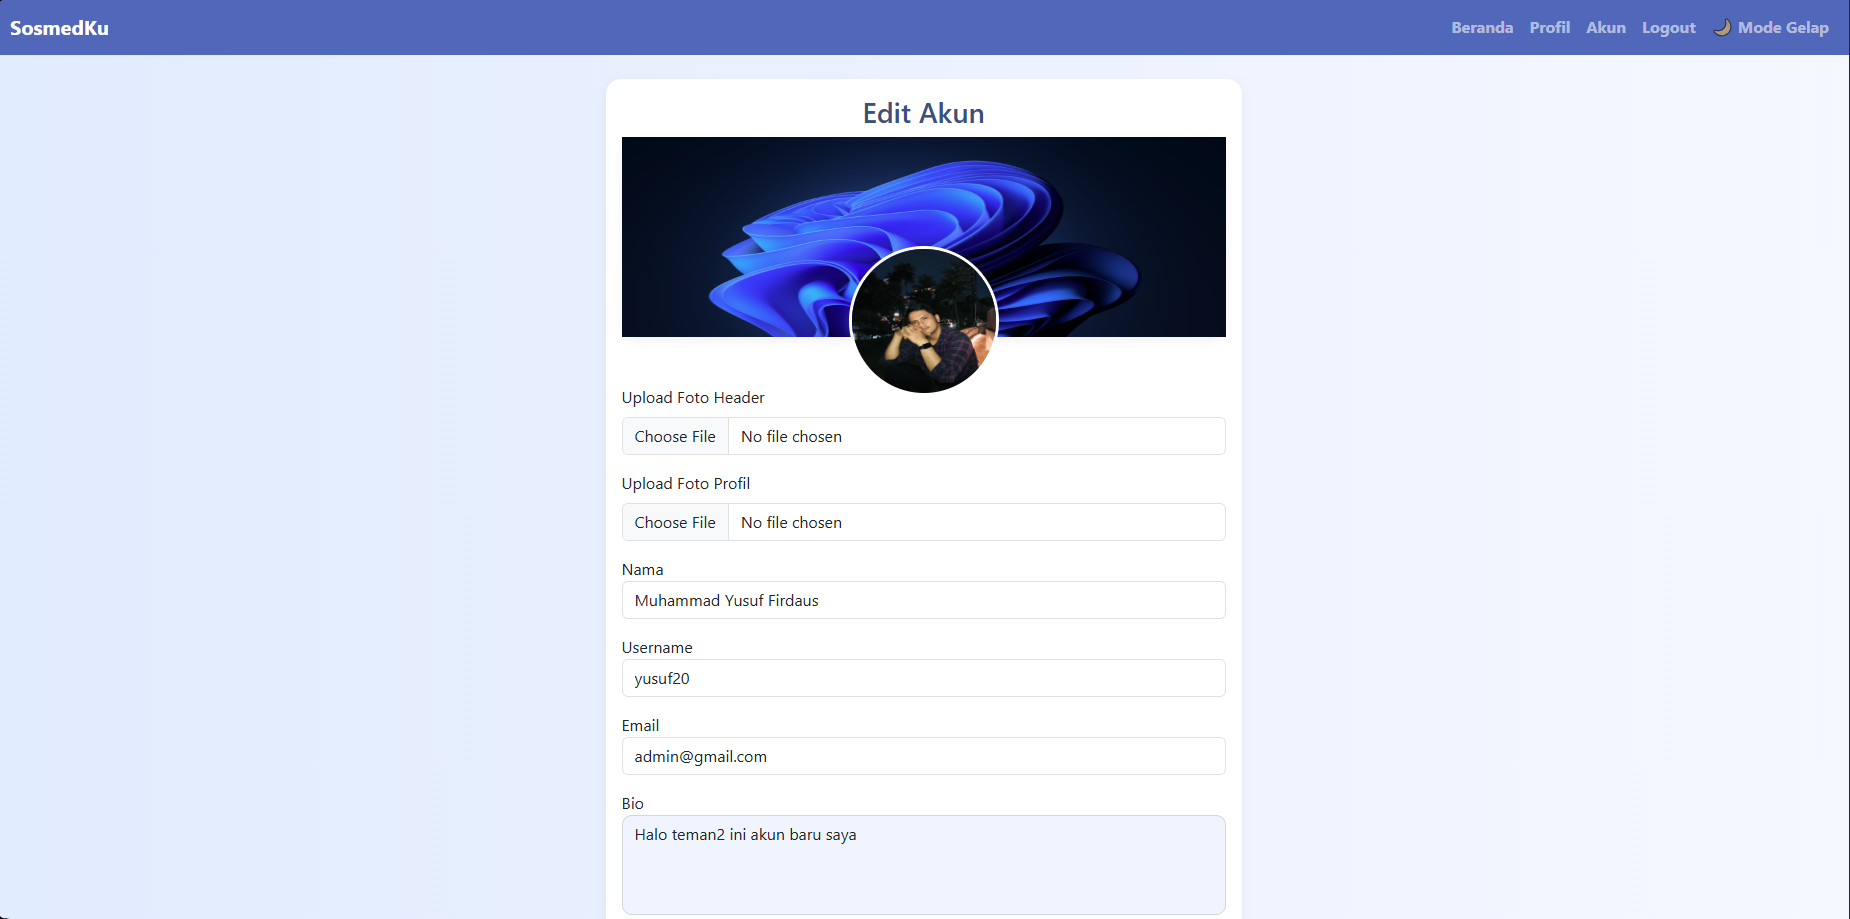 SosmedKu
Beranda Profil Akun Logout 🌙 Mode Gelap
Edit Akun
Upload Foto Header
Choose File No file chosen
Upload Foto Profil
Choose File No file chosen
Nama
Muhammad Yusuf Firdaus
Username
yusuf20
Email
admin@gmail.com
Bio
Halo teman2 ini akun baru saya